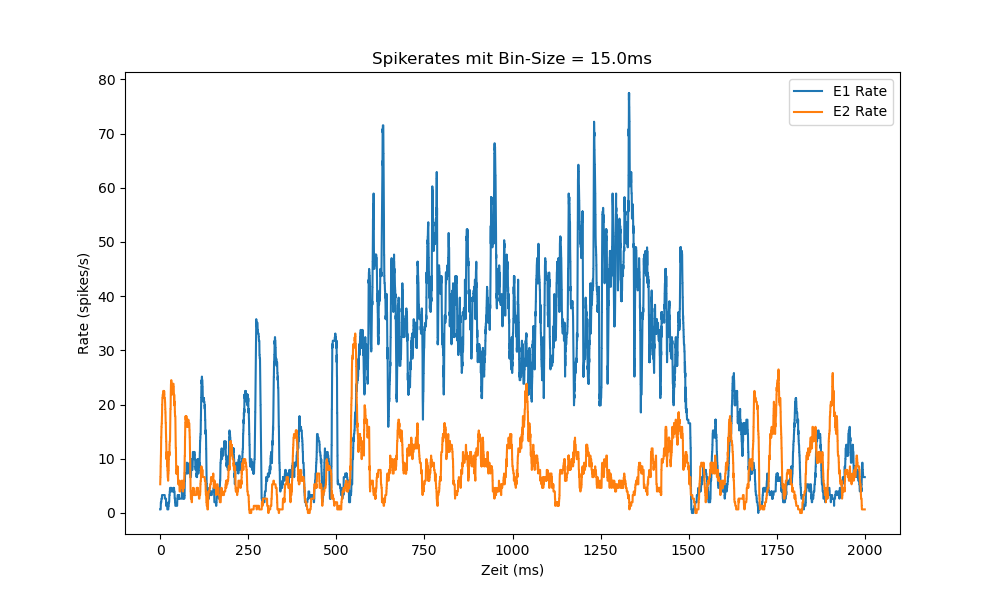 Spikerates mit Bin-Size = 15.0ms
E1 Rate
E2 Rate
Rate (spikes/s)
80
70
60
50
40
30
20
10
0
0 250 500 750 1000 1250 1500 1750 2000
Zeit (ms)